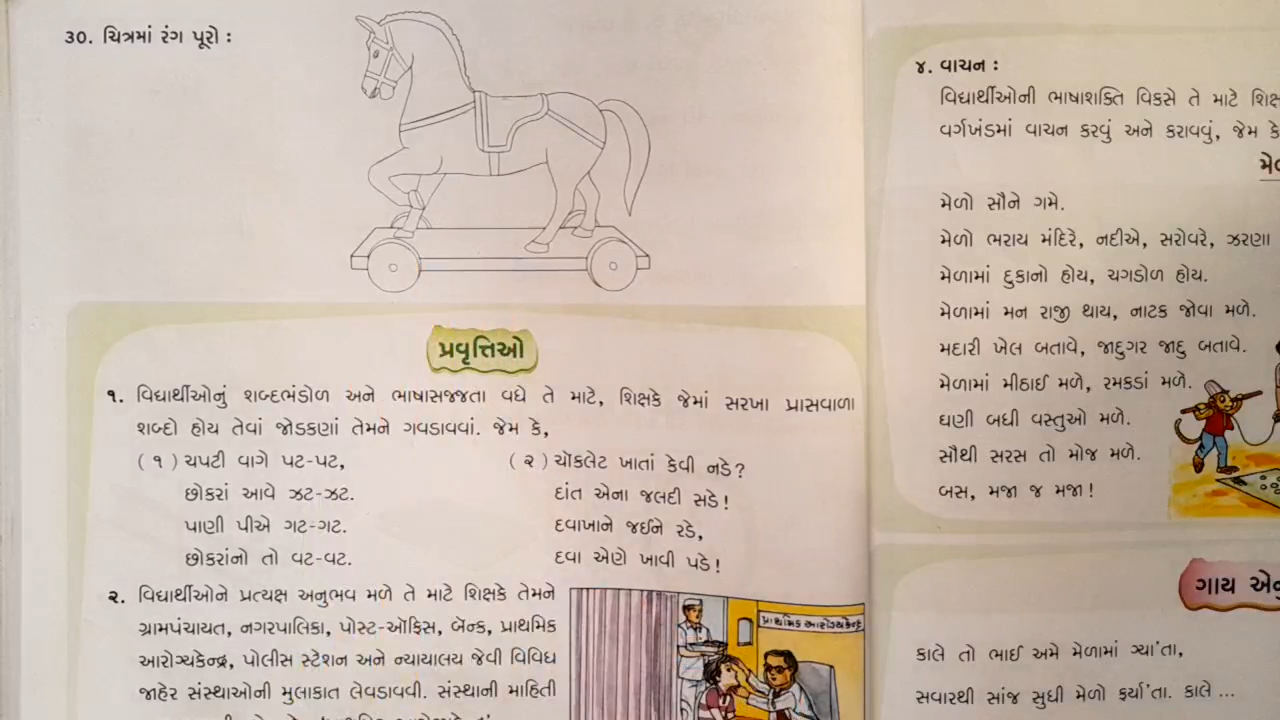 30. ચિત્રમાં રંગ પૂરો :
પ્રવૃત્તિઓ
૧. વિદ્યાર્થીઓનું શબ્દભંડોળ અને ભાષાસજ્જતા વધે તે માટે, શિક્ષકે જેમાં સરખા પ્રાસવાળા
શબ્દો હોય તેવાં જોડકણાં તેમને ગવડાવવાં. જેમ કે,
(૧) ચપટી વાગે પટ-પટ,
છોકરાં આવે ઝટ-ઝટ.
પાણી પીએ ગટ-ગટ.
છોકરાંનો તો વટ-વટ.
(૨) ચૉકલેટ ખાતાં કેવી નડે?
દાંત એના જલદી સડે!
દવાખાને જઈને રડે,
દવા એણે ખાવી પડે!
૨. વિદ્યાર્થીઓને પ્રત્યક્ષ અનુભવ મળે તે માટે શિક્ષકે તેમને
ગ્રામપંચાયત, નગરપાલિકા, પોસ્ટ-ઑફિસ, બૅન્ક, પ્રાથમિક
આરોગ્યકેન્દ્ર, પોલીસ સ્ટેશન અને ન્યાયાલય જેવી વિવિધ
જાહેર સંસ્થાઓની મુલાકાત લેવડાવવી. સંસ્થાની માહિતી
પ્રાથમિક આરોગ્યકેન્દ્ર
૪. વાચન :
વિદ્યાર્થીઓની ભાષાશક્તિ વિકસે તે માટે
વર્ગખંડમાં વાચન કરવું અને કરાવવું, જેમ કે
મેળો સૌને ગમે.
મેળો ભરાય મંદિરે, નદીએ, સરોવરે, ઝરણા
મેળામાં દુકાનો હોય, ચગડોળ હોય.
મેળામાં મન રાજી થાય, નાટક જોવા મળે.
મદારી ખેલ બતાવે, જાદુગર જાદુ બતાવે.
મેળામાં મીઠાઈ મળે, રમકડાં મળે.
ઘણી બધી વસ્તુઓ મળે.
સૌથી સરસ તો મોજ મળે.
બસ, મજા જ મજા!
ગાય
કાલે તો ભાઈ અમે મેળામાં ગ્યા'તા,
સવારથી સાંજ સુધી મેળો ફર્યા'તા. કાલે ...